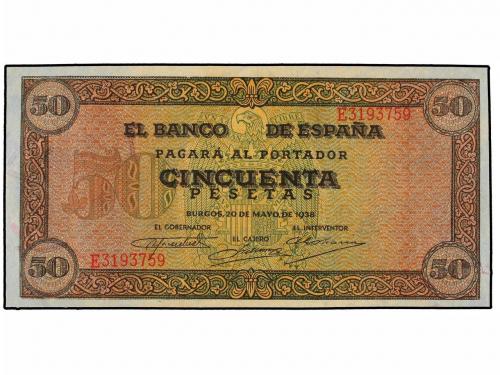 50 50
E3193759
EL BANCO DE ESPAÑA
PAGARÁ AL PORTADOR
50
CINCUENTA
PESETAS
BURGOS, 20 DE MAYO, DE 1938
EL GOBERNADOR EL CAJERO EL INTERVENTOR
E3193759
50 50